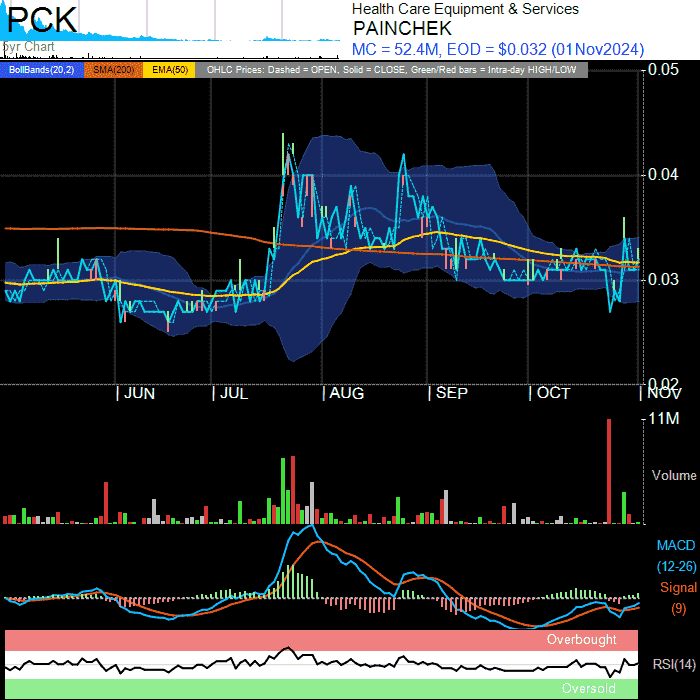 PCK
5yr Chart
Health Care Equipment & Services
PAINCHEK
MC = 52.4M, EOD = $0.032 (01Nov2024)
BollBands(20,2) SMA(200) EMA(50) OHLC Prices: Dashed = OPEN, Solid = CLOSE, Green/Red bars = Intra-day HIGH/LOW
0.05
0.04
0.03
0.02
JUN JUL AUG SEP OCT NOV
11M
Volume
MACD
(12-26)
Signal
(9)
Overbought
RSI(14)
Oversold